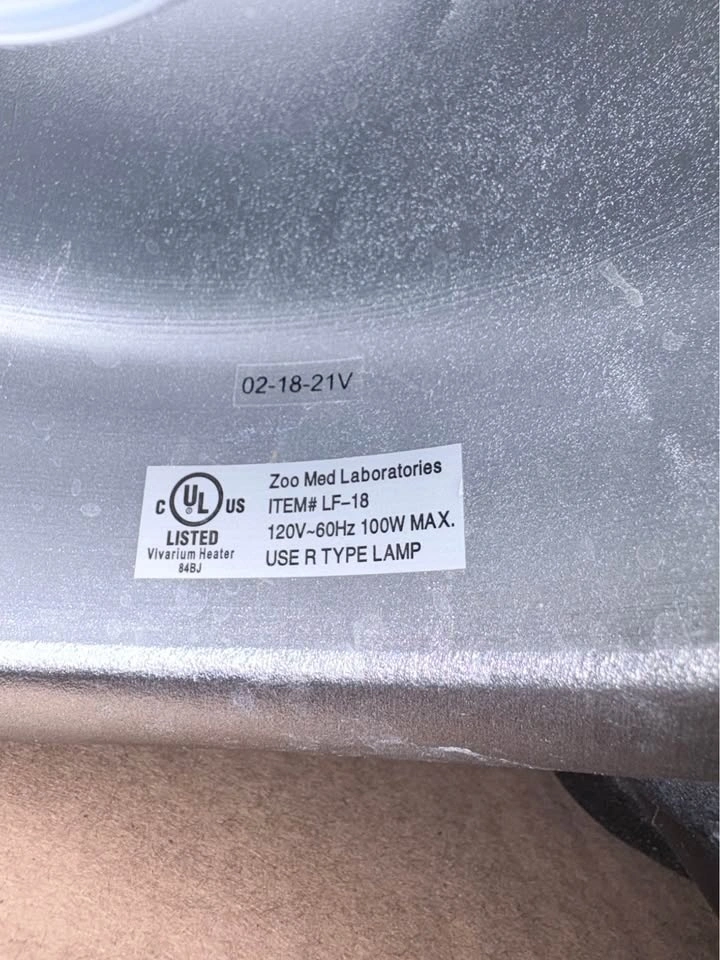 02-18-21V
C UL US
LISTED
Vivarium Heater
84BJ
Zoo Med Laboratories
ITEM# LF-18
120V~60Hz 100W MAX.
USE R TYPE LAMP